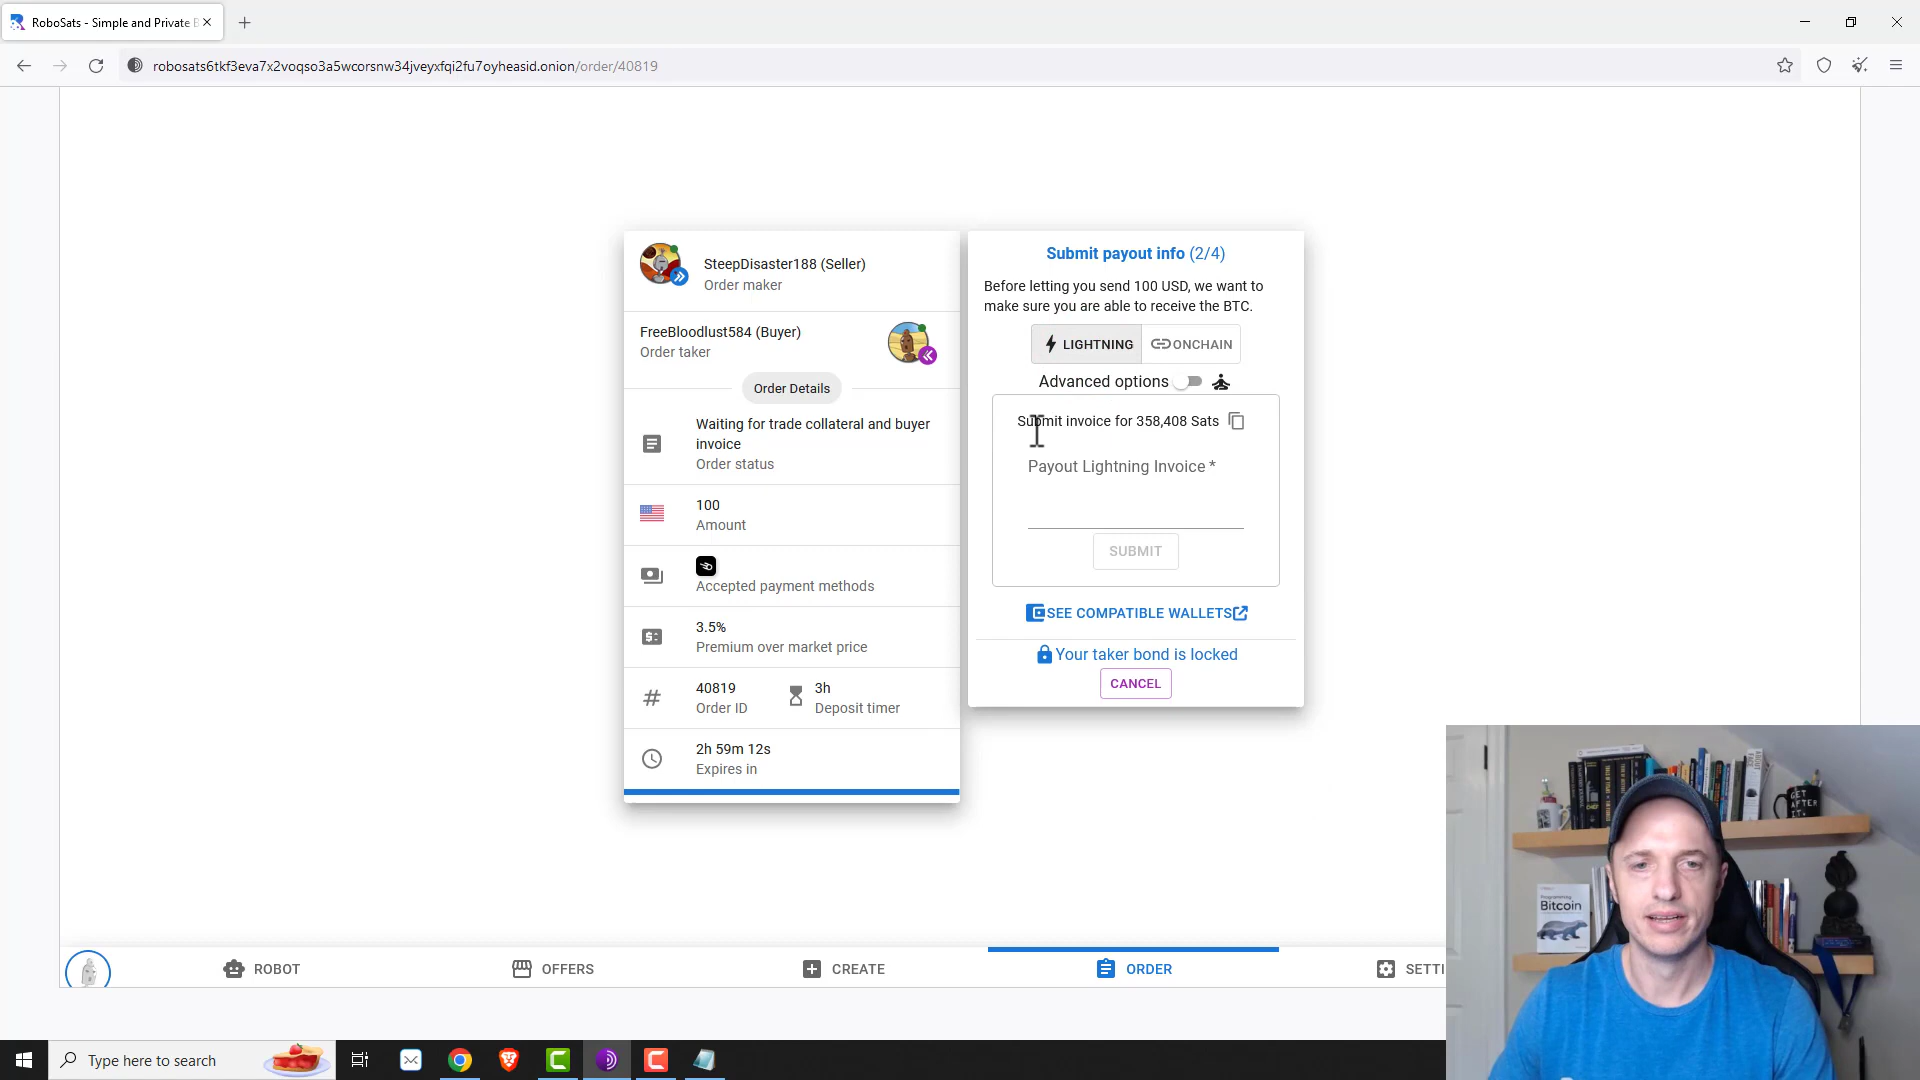 RoboSats - Simple and Private B
robosats6tkf3eva7x2voqso3a5wcorsnw34jveyxfqi2fu7oyheasid.onion/order/40819
SteepDisaster188 (Seller)
Order maker
FreeBloodlust584 (Buyer)
Order taker
Order Details
Waiting for trade collateral and buyer
invoice
Order status
100
Amount
Accepted payment methods
3.5%
Premium over market price
40819
Order ID
3h
Deposit timer
2h 59m 12s
Expires in
Submit payout info (2/4)
Before letting you send 100 USD, we want to
make sure you are able to receive the BTC.
LIGHTNING
ONCHAIN
Advanced options
Submit invoice for 358,408 Sats
Payout Lightning Invoice *
SUBMIT
SEE COMPATIBLE WALLETS
Your taker bond is locked
CANCEL
GET
AFTER
IT.
Programming
Bitcoin
ROBOT
OFFERS
CREATE
ORDER
SETTI
Type here to search